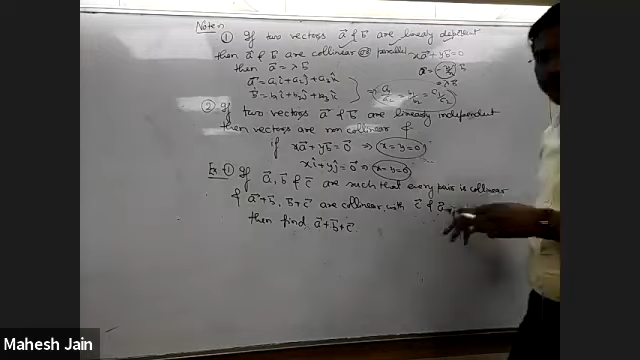 Note:-
① If two vectors a⃗ & b⃗ are linearly dependent
then a⃗ & b⃗ are collinear (or) parallel xa⃗+yb⃗=0
then a⃗ = λb⃗ a⃗ = (-y/x) b⃗
= λb⃗
a⃗ = a₁î+a₂ĵ+a₃k̂
b⃗ = b₁î+b₂ĵ+b₃k̂
② If two vectors a⃗ & b⃗ are linearly independent
then vectors are non collinear &
if xa⃗+yb⃗=0⃗ ⇒ x=y=0
xî+yĵ=0⃗ ⇒ x=y=0
Ex-① If a⃗, b⃗ & c⃗ are such that every pair is collinear
& a⃗+b⃗, b⃗+c⃗ are collinear with c⃗ & a⃗
then find a⃗+b⃗+c⃗.
Mahesh Jain